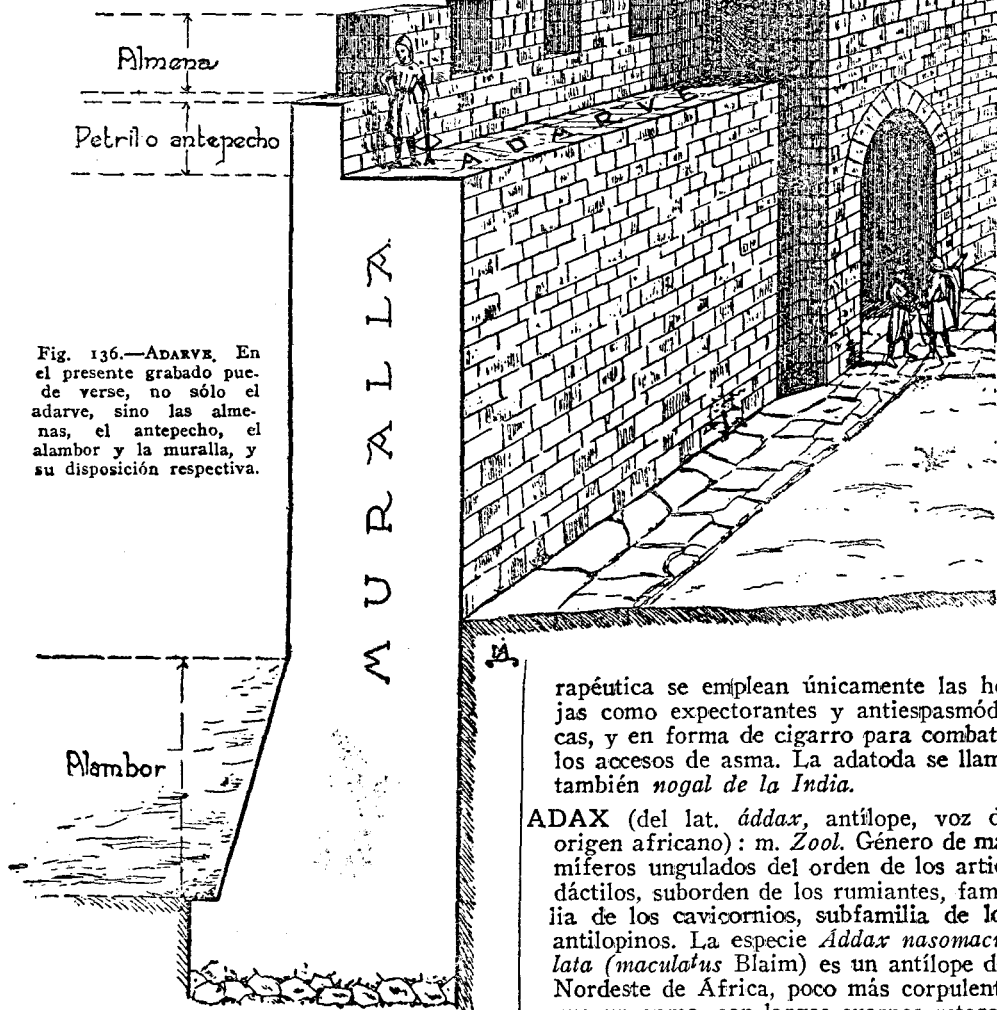 Almena
Petril o antepecho
ADARVE
MURALLA
Fig. 136.—ADARVE. En
el presente grabado pue-
de verse, no sólo el
adarve, sino las alme-
nas, el antepecho, el
alambor y la muralla, y
su disposición respectiva.
Alambor
rapéutica se emplean únicamente las ho
jas como expectorantes y antiespasmód
cas, y en forma de cigarro para combat
los accesos de asma. La adatoda se llam
también nogal de la India.
ADAX (del lat. áddax, antílope, voz d
origen africano) : m. Zool. Género de ma
míferos ungulados del orden de los artio
dáctilos, suborden de los rumiantes, fam
lia de los cavicornios, subfamilia de lo
antilopinos. La especie Áddax nasomacu
lata (maculatus Blaim) es un antílope d
Nordeste de África, poco más corpulent